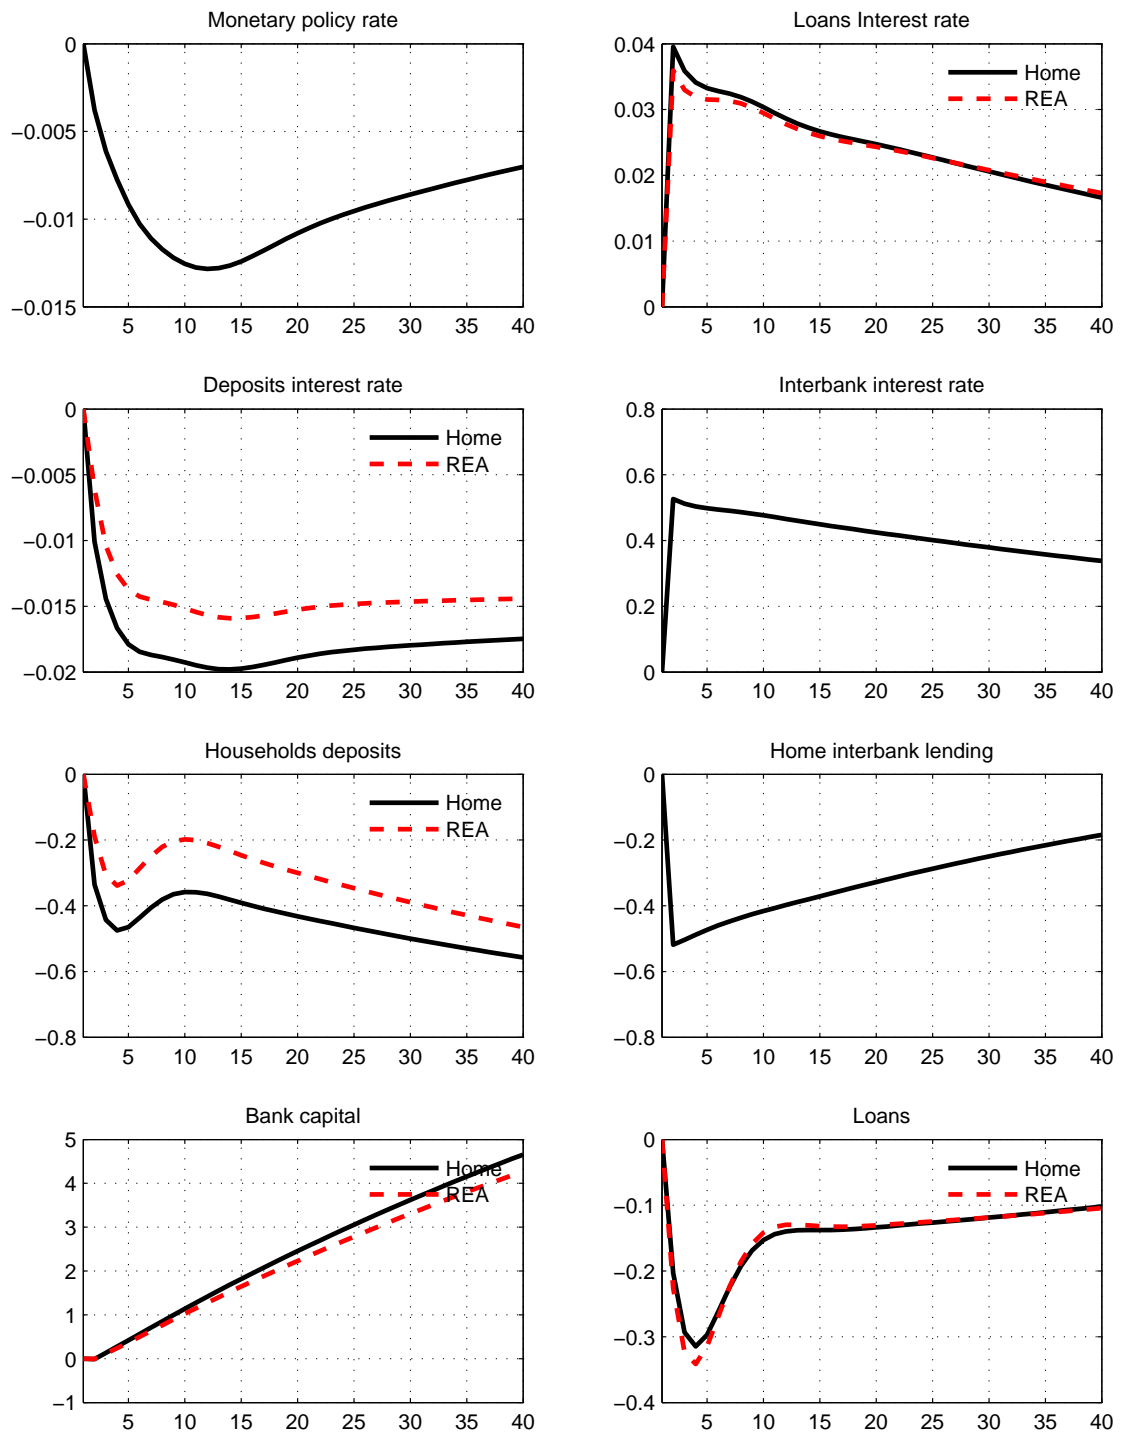 Monetary policy rate
0
−0.005
−0.01
−0.015
5 10 15 20 25 30 35 40
Loans Interest rate
0.04
0.03
0.02
0.01
0
Home
REA
5 10 15 20 25 30 35 40
Deposits interest rate
0
−0.005
−0.01
−0.015
−0.02
Home
REA
5 10 15 20 25 30 35 40
Interbank interest rate
0.8
0.6
0.4
0.2
0
5 10 15 20 25 30 35 40
Households deposits
0
−0.2
−0.4
−0.6
−0.8
Home
REA
5 10 15 20 25 30 35 40
Home interbank lending
0
−0.2
−0.4
−0.6
−0.8
5 10 15 20 25 30 35 40
Bank capital
5
4
3
2
1
0
−1
Home
REA
5 10 15 20 25 30 35 40
Loans
0
−0.1
−0.2
−0.3
−0.4
Home
REA
5 10 15 20 25 30 35 40